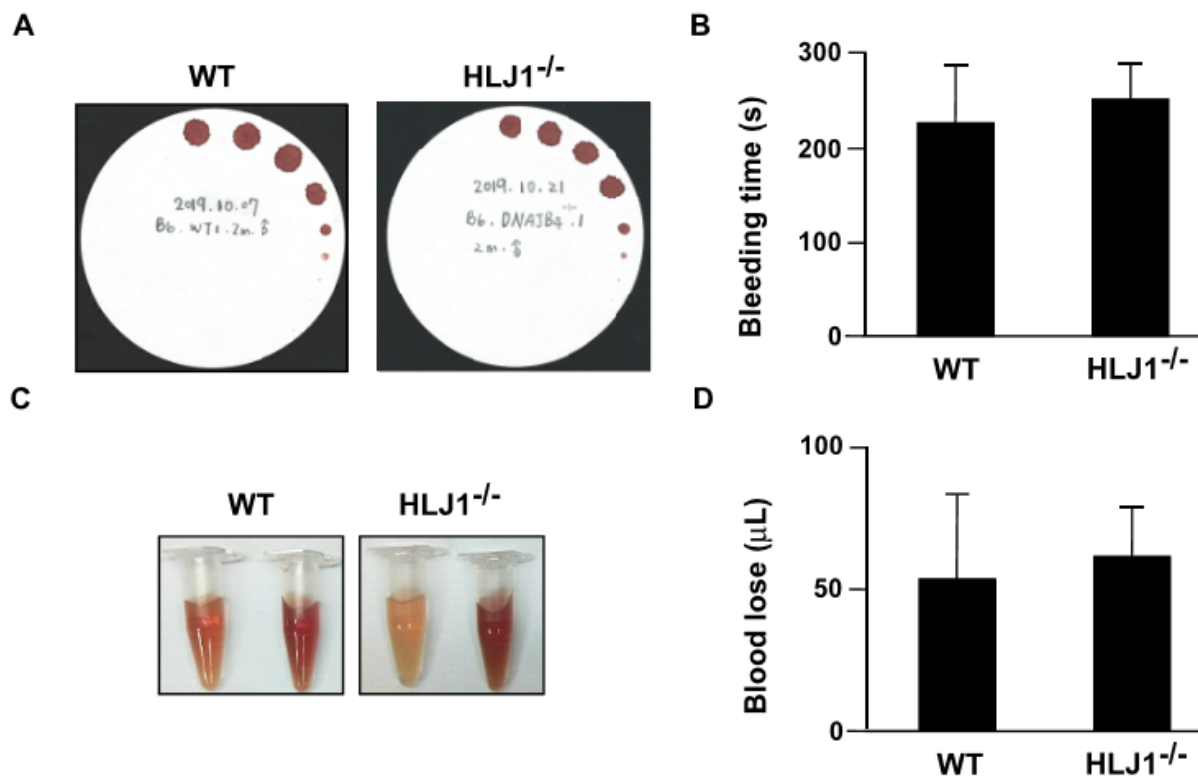 A
WT
HLJ1-/-
2019.10.07
B6.WT1.2m.♂
2019.10.21
B6.DNAJB4-/-.1
2m.♂
B
300
200
100
0
Bleeding time (s)
WT
HLJ1-/-
C
WT
HLJ1-/-
D
100
50
0
Blood lose (μL)
WT
HLJ1-/-